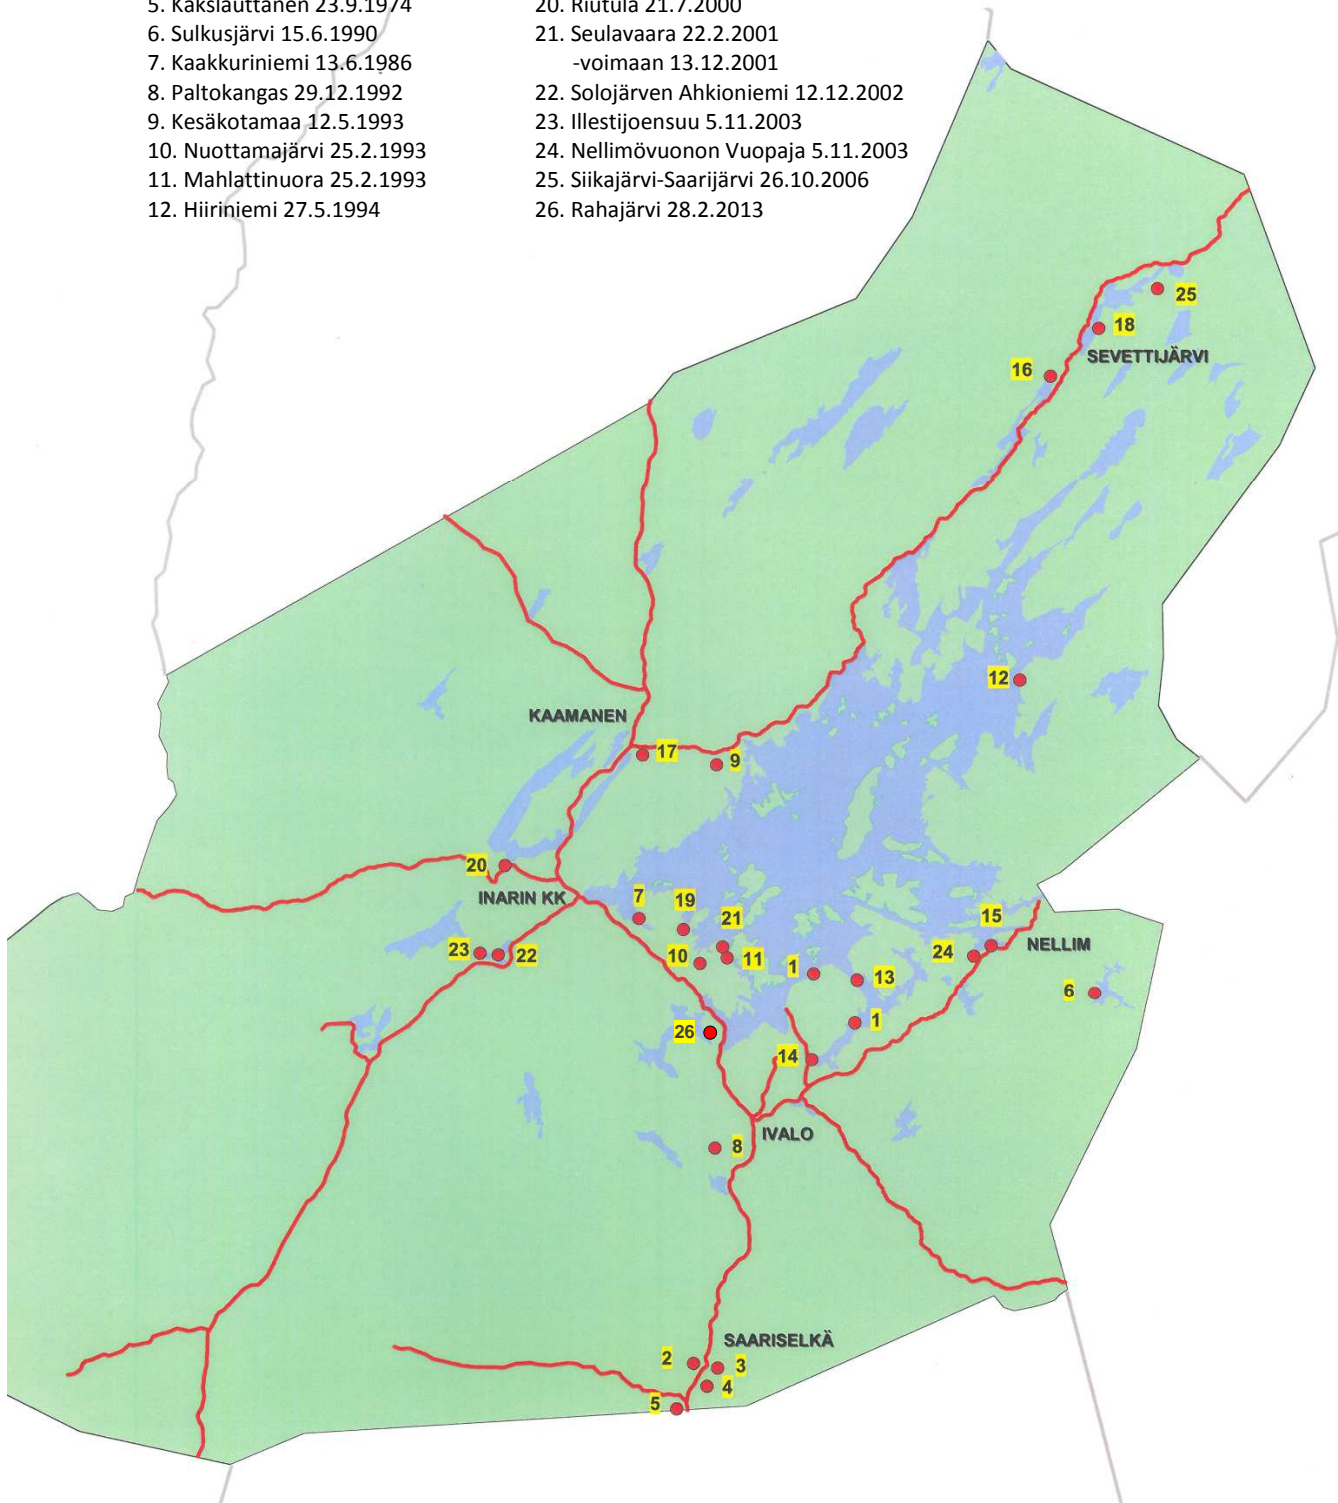 5. Kakslauttanen 23.9.1974
6. Sulkusjärvi 15.6.1990
7. Kaakkuriniemi 13.6.1986
8. Paltokangas 29.12.1992
9. Kesäkotamaa 12.5.1993
10. Nuottamajärvi 25.2.1993
11. Mahlattinuora 25.2.1993
12. Hiiriniemi 27.5.1994
20. Riutula 21.7.2000
21. Seulavaara 22.2.2001
-voimaan 13.12.2001
22. Solojärven Ahkioniemi 12.12.2002
23. Illestijoensuu 5.11.2003
24. Nellimövuonon Vuopaja 5.11.2003
25. Siikajärvi-Saarijärvi 26.10.2006
26. Rahajärvi 28.2.2013
25
18
SEVETTIJÄRVI
16
12
KAAMANEN
17
9
20
INARIN KK
7
19
21
15
NELLIM
23
22
10
11
1
13
24
6
26
1
14
IVALO
8
SAARISELKÄ
2
3
4
5